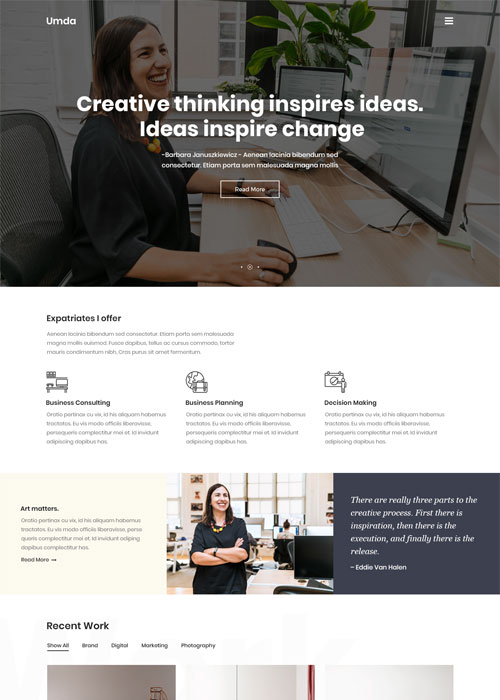 Umda
Creative thinking inspires ideas.
Ideas inspire change
-Barbara Januszkiewicz - Aenean lacinia bibendum sed
consectetur. Etiam porta sem malesuada magna mollis
Read More
Expatriates I offer
Aenean lacinia bibendum sed consectetur. Etiam porta sem malesuada
magna mollis euismod. Fusce dapibus, tellus ac cursus commodo, tortor
mauris condimentum nibh, Cras purus sit amet fermentum.
Business Consulting
Oratio pertinax cu vix, id his aliquam habemus
tractatos. Eu vis modo offciis liberavisse,
persequeris complectitur mei et. Id invidunt
adipiscing dapibus has.
Business Planning
Oratio pertinax cu vix, id his aliquam habemus
tractatos. Eu vis modo offciis liberavisse,
persequeris complectitur mei et. Id invidunt
adipiscing dapibus has.
Decision Making
Oratio pertinax cu vix, id his aliquam habemus
tractatos. Eu vis modo offciis liberavisse,
persequeris complectitur mei et. Id invidunt
adipiscing dapibus has.
Art matters.
Oratio pertinax cu vix, id his aliquam habemus
tractatos. Eu vis modo offciis liberavisse, perse
queris complectitur mei et. Id invidunt adiping
dapibus complectitur has.
Read More
There are really three parts to the
creative process. First there is
inspiration, then there is the
execution, and finally there is the
release.
– Eddie Van Halen
Recent Work
Show All Brand Digital Marketing Photography